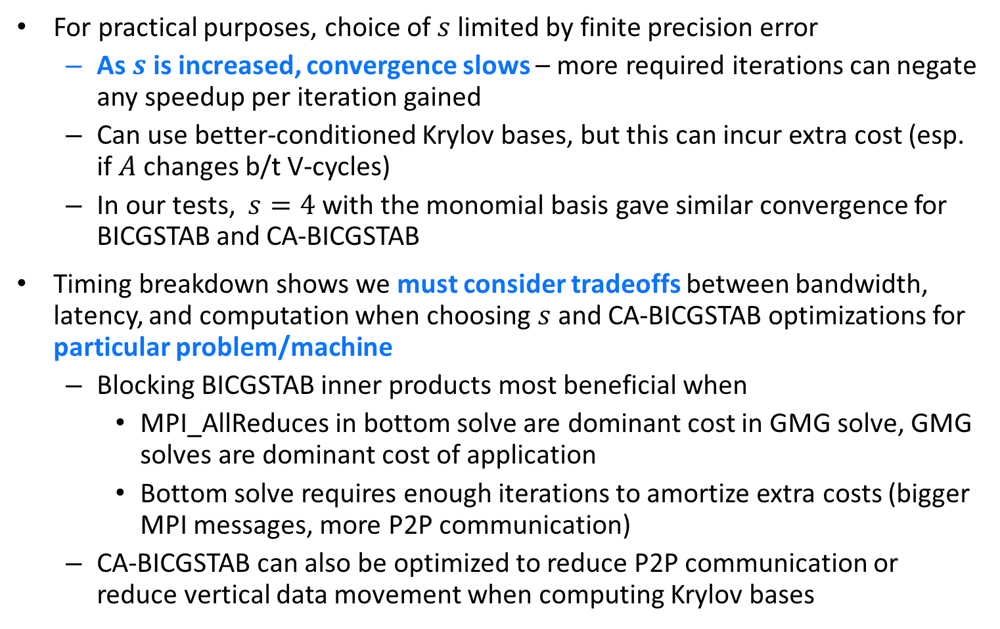 • For practical purposes, choice of s limited by finite precision error
– As s is increased, convergence slows – more required iterations can negate
any speedup per iteration gained
– Can use better-conditioned Krylov bases, but this can incur extra cost (esp.
if A changes b/t V-cycles)
– In our tests, s = 4 with the monomial basis gave similar convergence for
BICGSTAB and CA-BICGSTAB
• Timing breakdown shows we must consider tradeoffs between bandwidth,
latency, and computation when choosing s and CA-BICGSTAB optimizations for
particular problem/machine
– Blocking BICGSTAB inner products most beneficial when
• MPI_AllReduces in bottom solve are dominant cost in GMG solve, GMG
solves are dominant cost of application
• Bottom solve requires enough iterations to amortize extra costs (bigger
MPI messages, more P2P communication)
– CA-BICGSTAB can also be optimized to reduce P2P communication or
reduce vertical data movement when computing Krylov bases